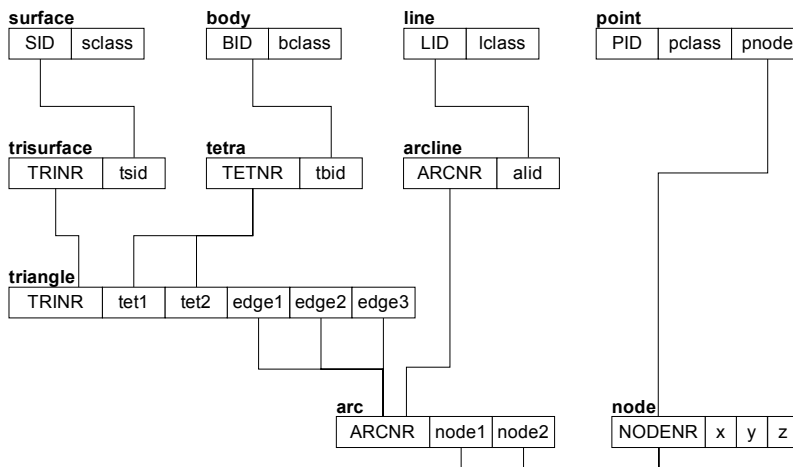 surface body line point
SID sclass BID bclass LID lclass PID pclass pnode
trisurface tetra arcline
TRINR tsid TETNR tbid ARCNR alid
triangle
TRINR tet1 tet2 edge1 edge2 edge3
arc node
ARCNR node1 node2 NODENR x y z